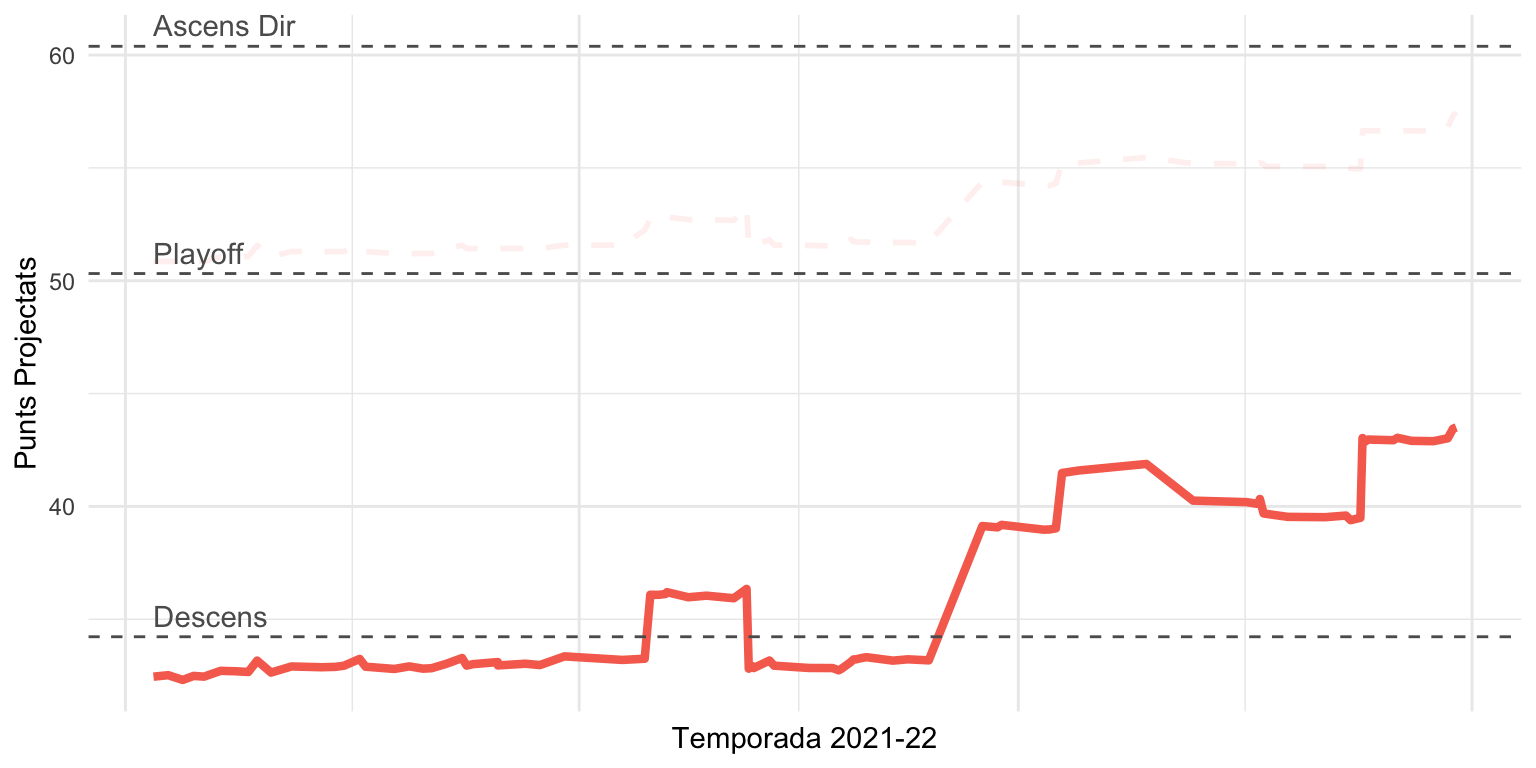 Ascens Dir
60
Playoff
50
Punts Projectats
40
Descens
Temporada 2021-22